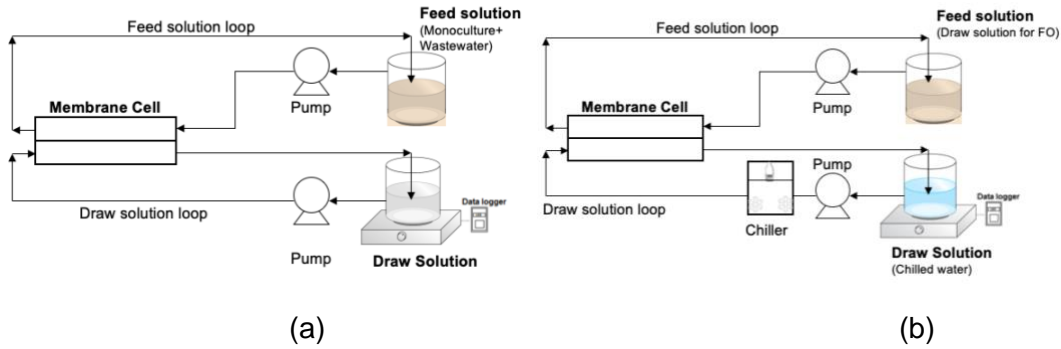 Feed solution
(Monoculture+
Wastewater)
Feed solution loop
Pump
Membrane Cell
Draw solution loop
Data logger
Pump
Draw Solution
(a)
Feed solution
(Draw solution for FO)
Feed solution loop
Pump
Membrane Cell
Pump
Draw solution loop
Chiller
Data logger
Draw Solution
(Chilled water)
(b)